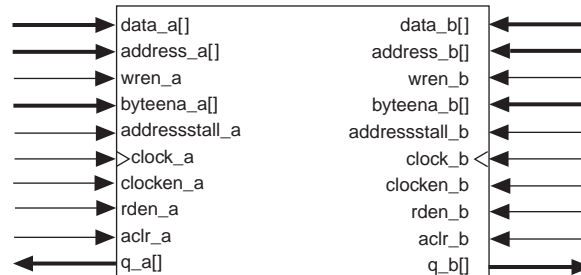 data_a[] data_b[]
address_a[] address_b[]
wren_a wren_b
byteena_a[] byteena_b[]
addressstall_a addressstall_b
clock_a clock_b
clocken_a clocken_b
rden_a rden_b
aclr_a aclr_b
q_a[] q_b[]